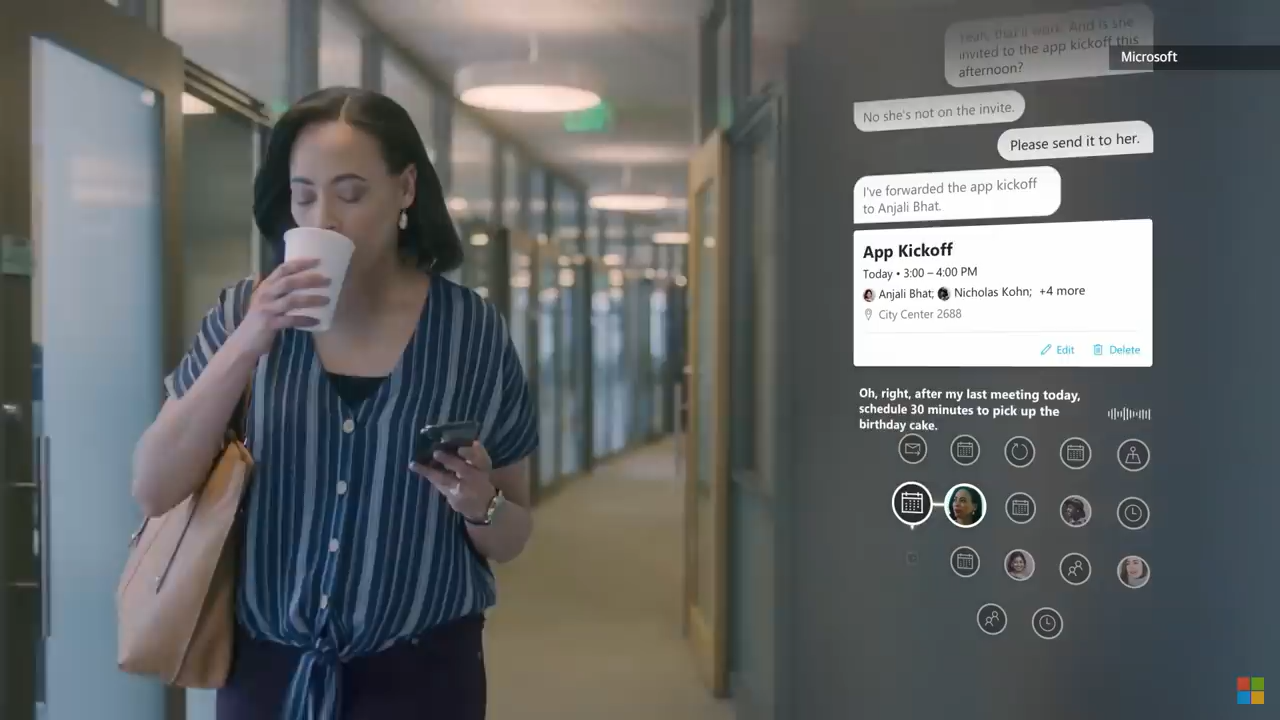 Yeah, that'll work. And is she
invited to the app kickoff this
afternoon?
Microsoft
No she's not on the invite.
Please send it to her.
I've forwarded the app kickoff
to Anjali Bhat.
App Kickoff
Today • 3:00 – 4:00 PM
Anjali Bhat; Nicholas Kohn; +4 more
City Center 2688
Edit Delete
Oh, right, after my last meeting today,
schedule 30 minutes to pick up the
birthday cake.